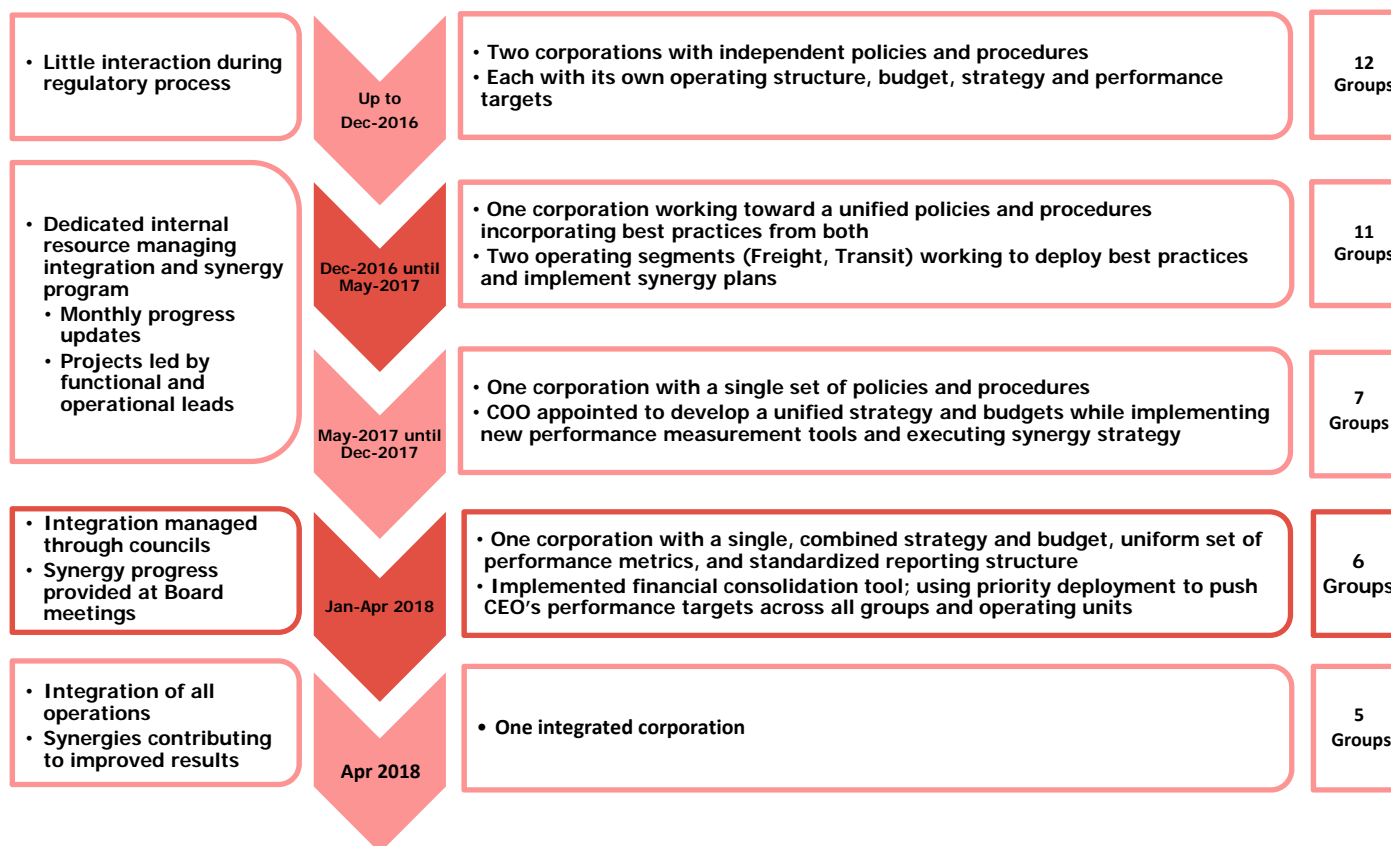 • Little interaction during
regulatory process
Up to
Dec-2016
• Two corporations with independent policies and procedures
• Each with its own operating structure, budget, strategy and performance
targets
12
Groups
• Dedicated internal
resource managing
integration and synergy
program
• Monthly progress
updates
• Projects led by
functional and
operational leads
Dec-2016 until
May-2017
• One corporation working toward a unified policies and procedures
incorporating best practices from both
• Two operating segments (Freight, Transit) working to deploy best practices
and implement synergy plans
11
Groups
May-2017 until
Dec-2017
• One corporation with a single set of policies and procedures
• COO appointed to develop a unified strategy and budgets while implementing
new performance measurement tools and executing synergy strategy
7
Groups
• Integration managed
through councils
• Synergy progress
provided at Board
meetings
Jan-Apr 2018
• One corporation with a single, combined strategy and budget, uniform set of
performance metrics, and standardized reporting structure
• Implemented financial consolidation tool; using priority deployment to push
CEO’s performance targets across all groups and operating units
6
Groups
• Integration of all
operations
• Synergies contributing
to improved results
Apr 2018
• One integrated corporation
5
Groups